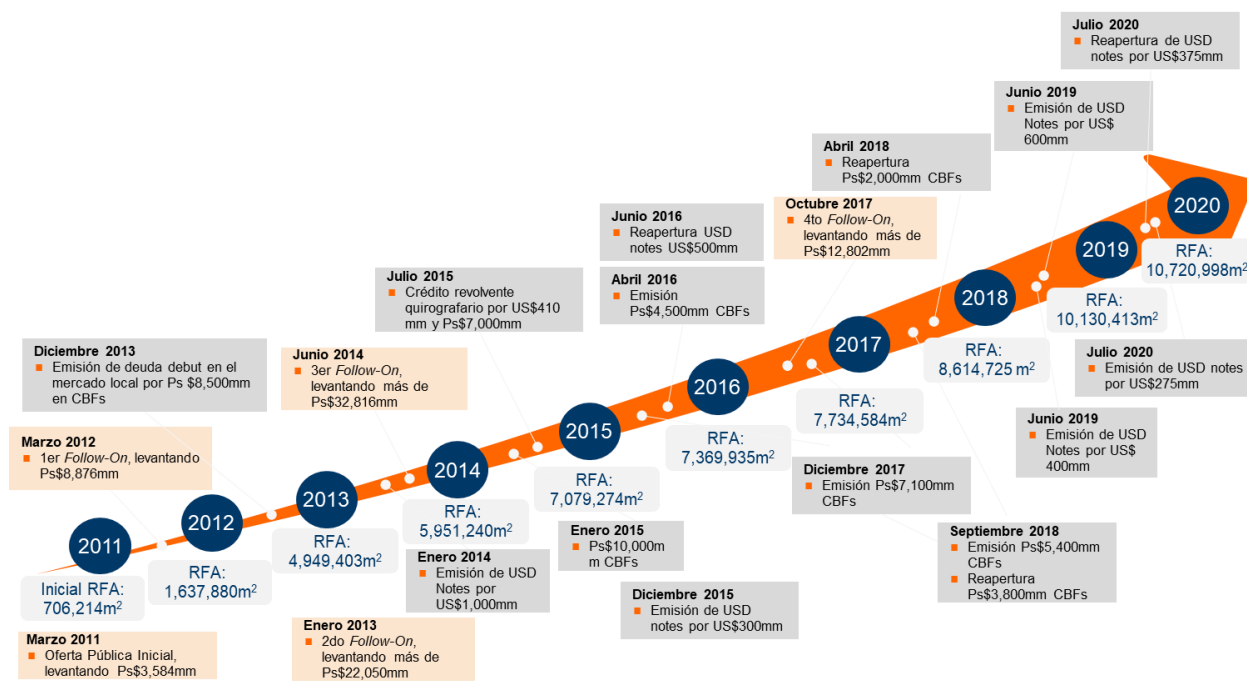 Julio 2020
Reapertura de USD
notes por US$375mm
Junio 2019
Emisión de USD
Notes por US$
600mm
Abril 2018
Reapertura
Ps$2,000mm CBFs
Octubre 2017
4to Follow-On,
levantando más de
Ps$12,802mm
Junio 2016
Reapertura USD
notes US$500mm
Abril 2016
Emisión
Ps$4,500mm CBFs
Julio 2015
Crédito revolvente
quirografario por US$410
mm y Ps$7,000mm
Junio 2014
3er Follow-On,
levantando más de
Ps$32,816mm
Diciembre 2013
Emisión de deuda debut en el
mercado local por Ps $8,500mm
en CBFs
Marzo 2012
1er Follow-On, levantando
Ps$8,876mm
2011
Inicial RFA:
706,214m²
2012
RFA:
1,637,880m²
2013
RFA:
4,949,403m²
2014
RFA:
5,951,240m²
2015
RFA:
7,079,274m²
2016
RFA:
7,369,935m²
2017
RFA:
7,734,584m²
2018
RFA:
8,614,725 m²
2019
RFA:
10,130,413m²
2020
RFA:
10,720,998m²
Marzo 2011
Oferta Pública Inicial,
levantando Ps$3,584mm
Enero 2013
2do Follow-On,
levantando más de
Ps$22,050mm
Enero 2014
Emisión de USD
Notes por
US$1,000mm
Enero 2015
Ps$10,000m
m CBFs
Diciembre 2015
Emisión de USD
notes por US$300mm
Diciembre 2017
Emisión Ps$7,100mm
CBFs
Septiembre 2018
Emisión Ps$5,400mm
CBFs
Reapertura
Ps$3,800mm CBFs
Junio 2019
Emisión de USD
Notes por US$
400mm
Julio 2020
Emisión de USD notes
por US$275mm